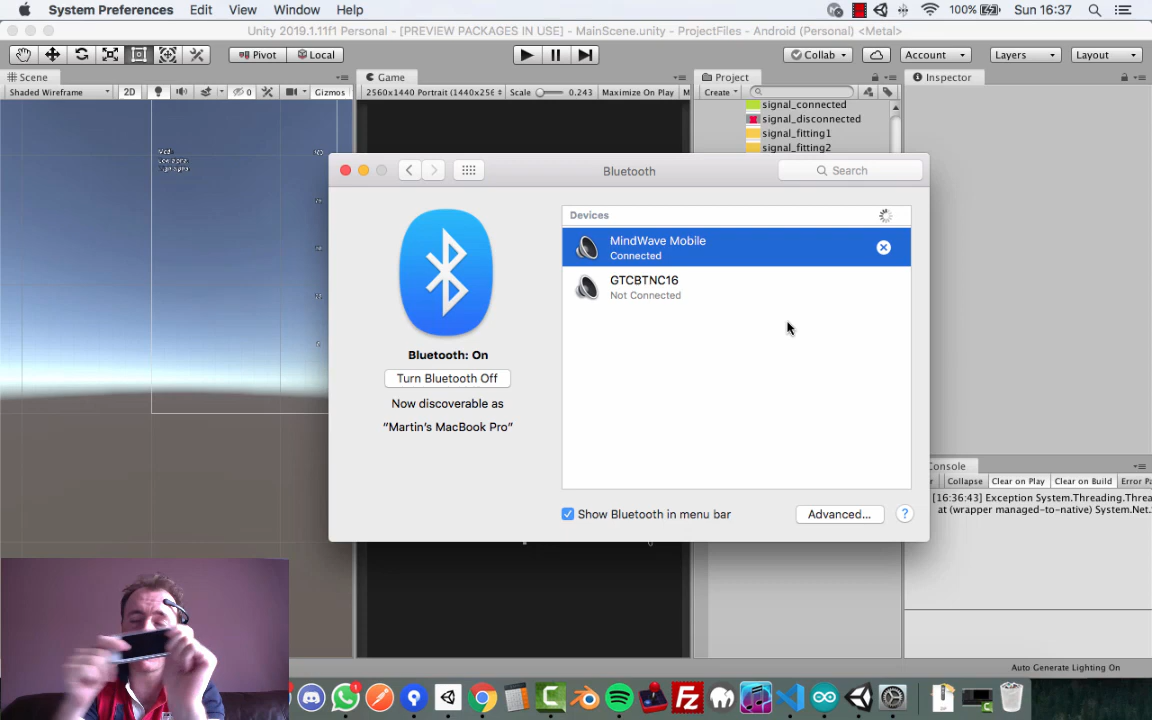 System Preferences Edit View Window Help 100% Sun 16:37
Unity 2019.1.11f1 Personal - [PREVIEW PACKAGES IN USE] - MainScene.unity - ProjectFiles - Android (Personal) <Metal>
Pivot Local Collab Account Layers Layout
Scene Game Project Inspector
Shaded Wireframe 2D 0 Gizmos 2560x1440 Portrait (1440x256 Scale 0.243 Maximize On Play M Create
signal_connected
signal_disconnected
signal_fitting1
signal_fitting2
Bluetooth
Search
Devices
MindWave Mobile
Connected
GTCBTNC16
Not Connected
Bluetooth: On
Turn Bluetooth Off
Now discoverable as
“Martin’s MacBook Pro”
Show Bluetooth in menu bar
Advanced...
?
Console
Collapse Clear on Play Clear on Build Error P
[16:36:43] Exception System.Threading.Threa
at (wrapper managed-to-native) System.Net.
Auto Generate Lighting On